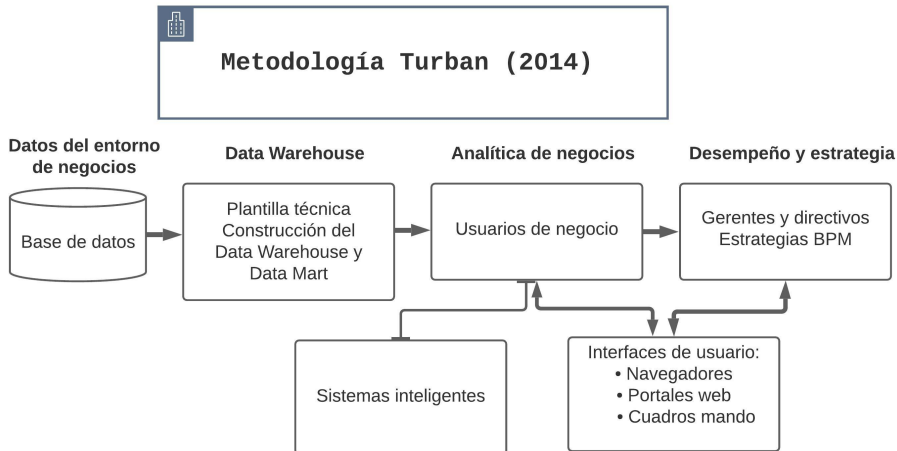 Metodología Turban (2014)
Datos del entorno
de negocios
Data Warehouse
Analítica de negocios
Desempeño y estrategia
Base de datos
Plantilla técnica
Construcción del
Data Warehouse y
Data Mart
Usuarios de negocio
Gerentes y directivos
Estrategias BPM
Sistemas inteligentes
Interfaces de usuario:
• Navegadores
• Portales web
• Cuadros mando